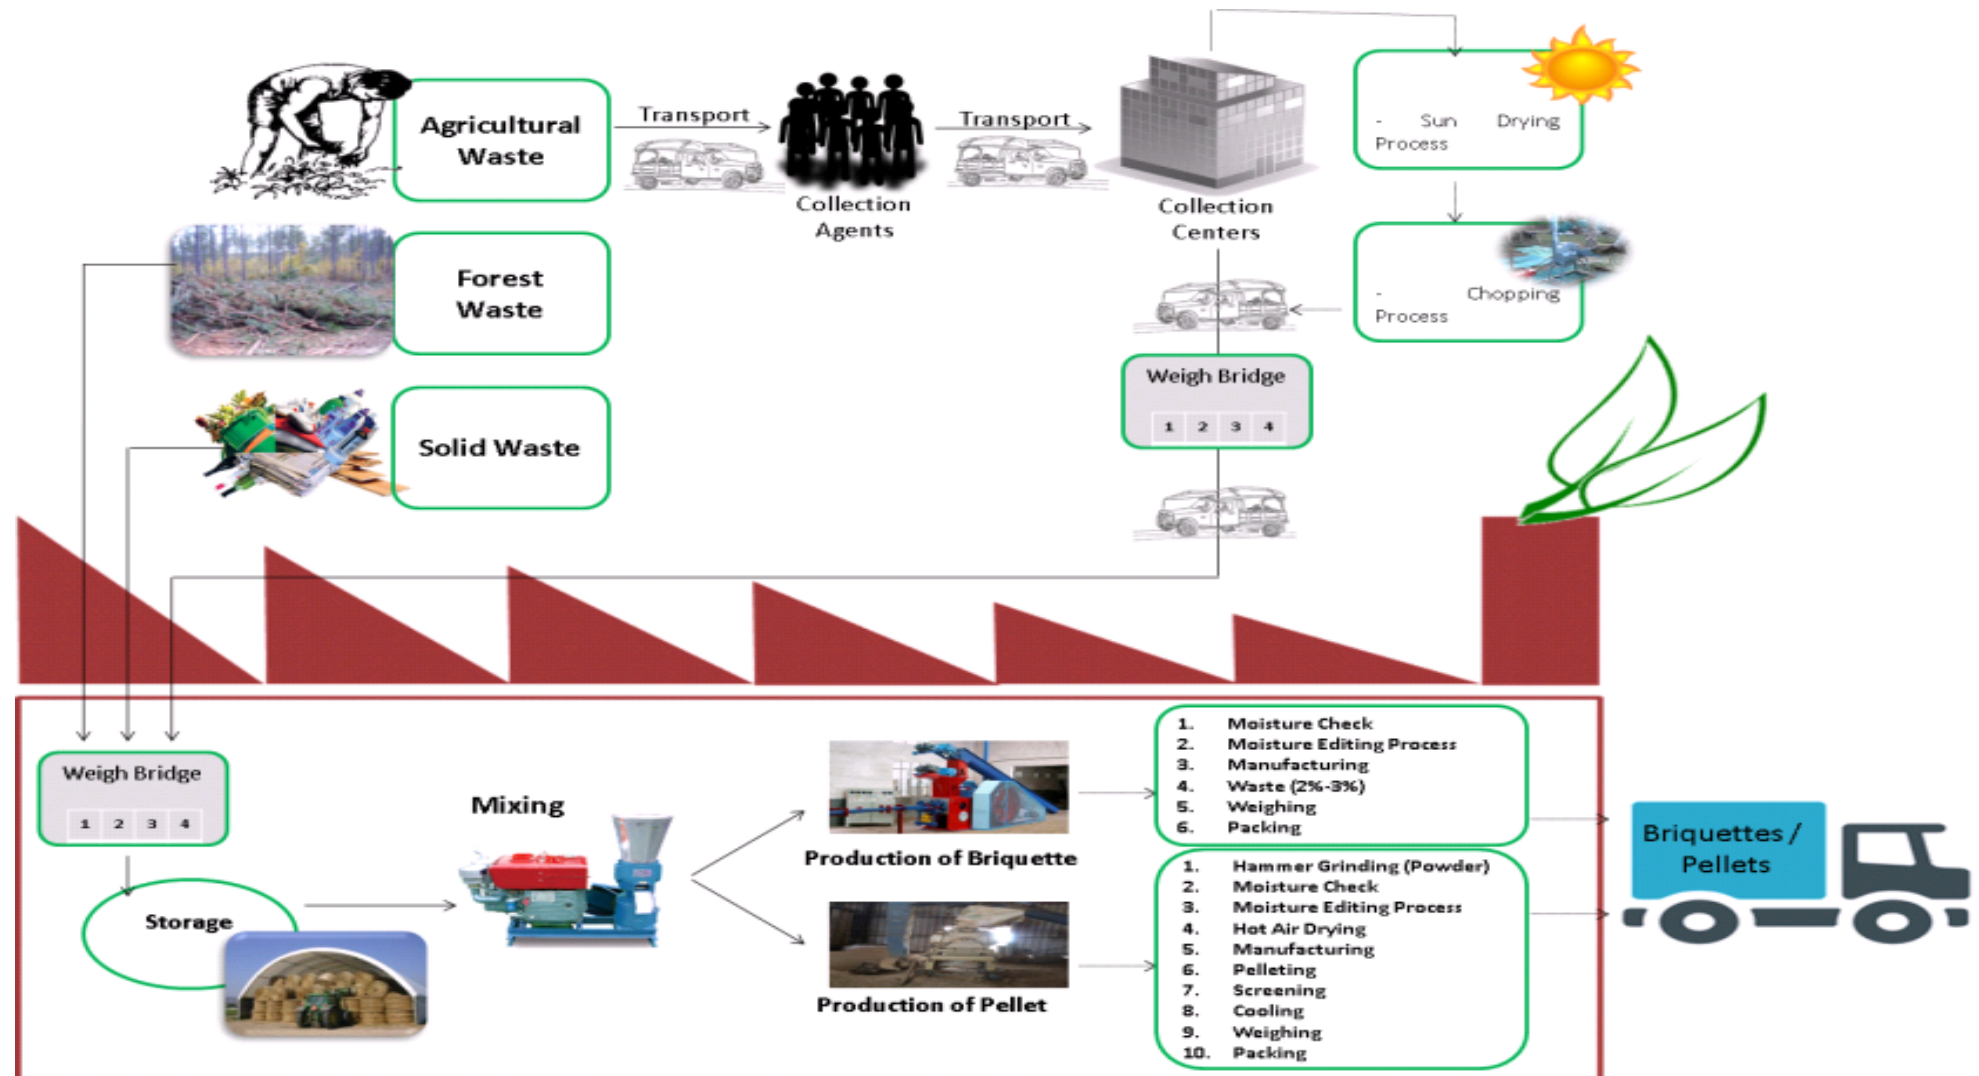 Agricultural
Waste
Transport
Collection
Agents
Transport
Collection
Centers
- Sun Drying
Process
- Chopping
Process
Forest
Waste
Solid Waste
Weigh Bridge
1 2 3 4
Weigh Bridge
1 2 3 4
Storage
Mixing
Production of Briquette
Production of Pellet
1. Moisture Check
2. Moisture Editing Process
3. Manufacturing
4. Waste (2%-3%)
5. Weighing
6. Packing
1. Hammer Grinding (Powder)
2. Moisture Check
3. Moisture Editing Process
4. Hot Air Drying
5. Manufacturing
6. Pelleting
7. Screening
8. Cooling
9. Weighing
10. Packing
Briquettes /
Pellets